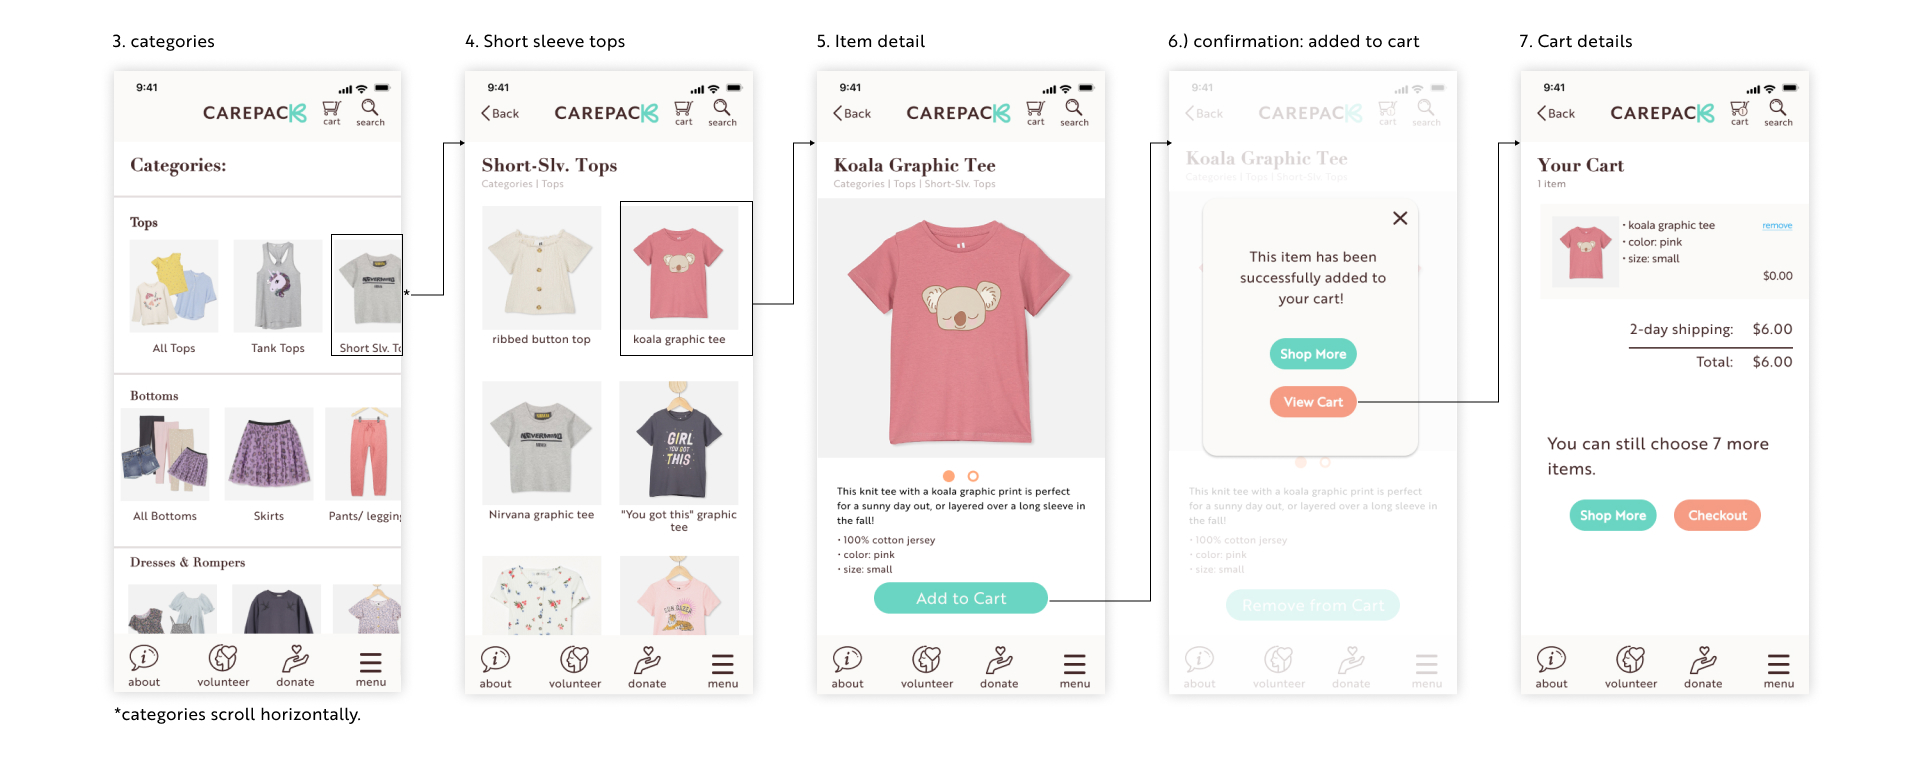 3. categories
9:41
CAREPACK
cart
search
Categories:
Tops
All Tops
Tank Tops
Short Slv. To
NEVERMIND
*
Bottoms
All Bottoms
Skirts
Pants/ legging
Dresses & Rompers
about
volunteer
donate
menu
*categories scroll horizontally.
4. Short sleeve tops
9:41
Back
CAREPACK
cart
search
Short-Slv. Tops
Categories | Tops
ribbed button top
koala graphic tee
NEVERMIND
GIRL
YOU GOT
THIS
Nirvana graphic tee
"You got this" graphic
tee
about
volunteer
donate
menu
5. Item detail
9:41
Back
CAREPACK
cart
search
Koala Graphic Tee
Categories | Tops | Short-Slv. Tops
This knit tee with a koala graphic print is perfect
for a sunny day out, or layered over a long sleeve in
the fall!
• 100% cotton jersey
• color: pink
• size: small
Add to Cart
about
volunteer
donate
menu
6.) confirmation: added to cart
9:41
Back
CAREPACK
1
cart
search
Koala Graphic Tee
Categories | Tops | Short-Slv. Tops
This item has been
successfully added to
your cart!
Shop More
View Cart
This knit tee with a koala graphic print is perfect
for a sunny day out, or layered over a long sleeve in
the fall!
• 100% cotton jersey
• color: pink
• size: small
Remove from Cart
about
volunteer
donate
menu
7. Cart details
9:41
Back
CAREPACK
1
cart
search
Your Cart
1 item
• koala graphic tee
remove
• color: pink
• size: small
$0.00
2-day shipping: $6.00
Total: $6.00
You can still choose 7 more
items.
Shop More
Checkout
about
volunteer
donate
menu